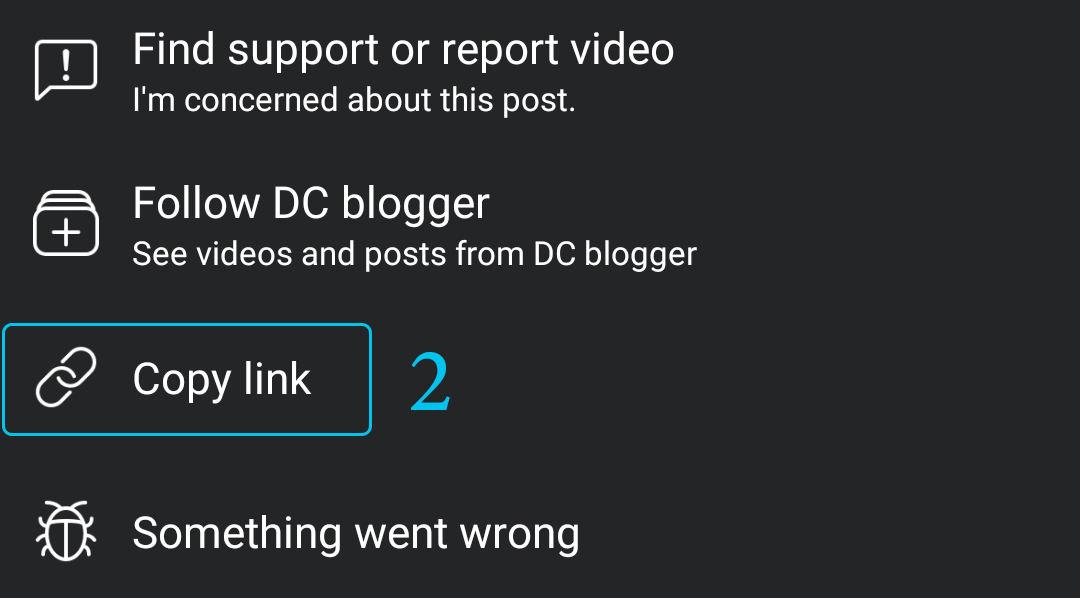 Find support or report video
I'm concerned about this post.
Follow DC blogger
See videos and posts from DC blogger
Copy link 2
Something went wrong